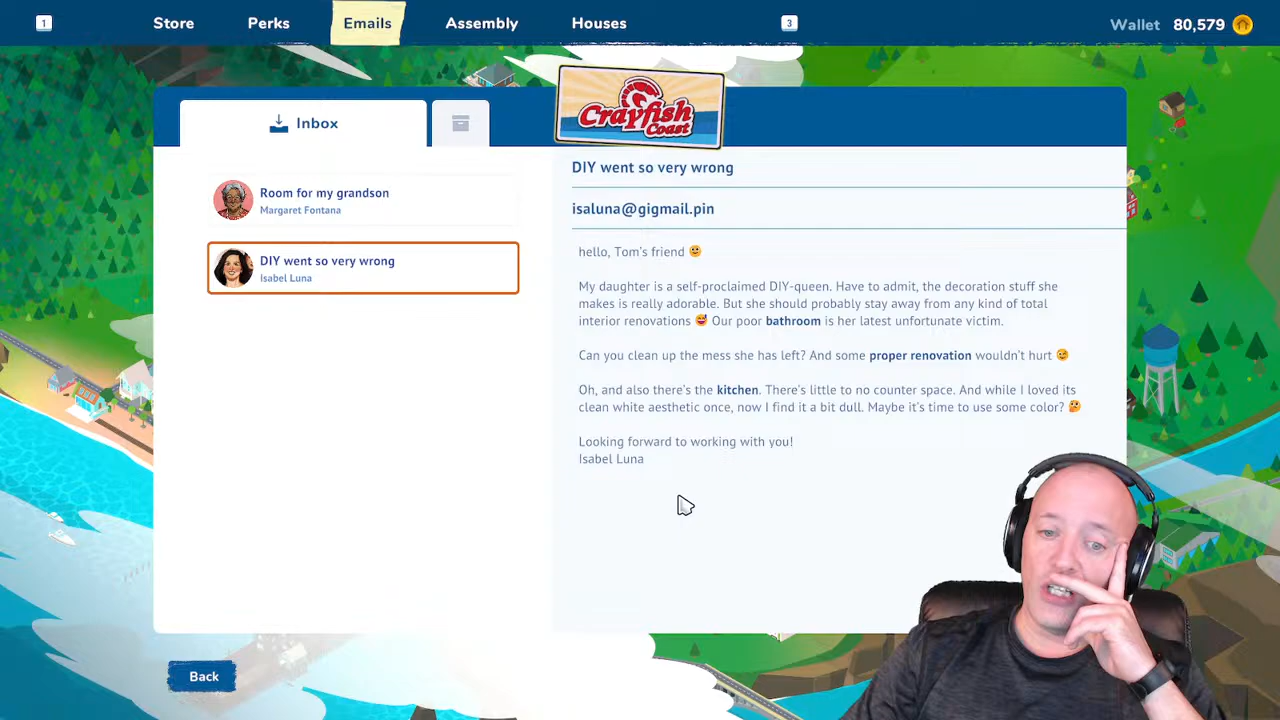 1 Store Perks Emails Assembly Houses 3 Wallet 80,579
Inbox
Crayfish
Coast
DIY went so very wrong
Room for my grandson
Margaret Fontana
isaluna@gigmail.pin
DIY went so very wrong
Isabel Luna
hello, Tom's friend 🙂
My daughter is a self-proclaimed DIY-queen. Have to admit, the decoration stuff she
makes is really adorable. But she should probably stay away from any kind of total
interior renovations 😅 Our poor bathroom is her latest unfortunate victim.
Can you clean up the mess she has left? And some proper renovation wouldn't hurt 😉
Oh, and also there's the kitchen. There's little to no counter space. And while I loved its
clean white aesthetic once, now I find it a bit dull. Maybe it's time to use some color? 🤔
Looking forward to working with you!
Isabel Luna
Back